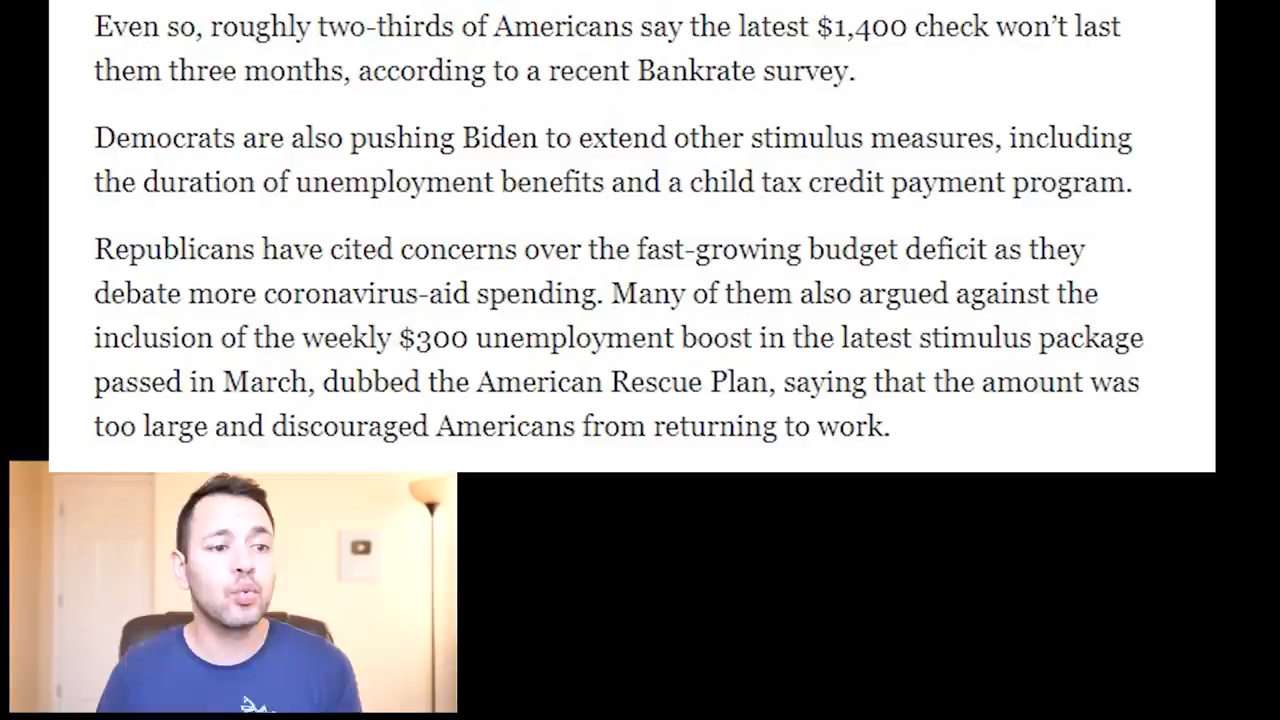 Even so, roughly two-thirds of Americans say the latest $1,400 check won’t last
them three months, according to a recent Bankrate survey.
Democrats are also pushing Biden to extend other stimulus measures, including
the duration of unemployment benefits and a child tax credit payment program.
Republicans have cited concerns over the fast-growing budget deficit as they
debate more coronavirus-aid spending. Many of them also argued against the
inclusion of the weekly $300 unemployment boost in the latest stimulus package
passed in March, dubbed the American Rescue Plan, saying that the amount was
too large and discouraged Americans from returning to work.